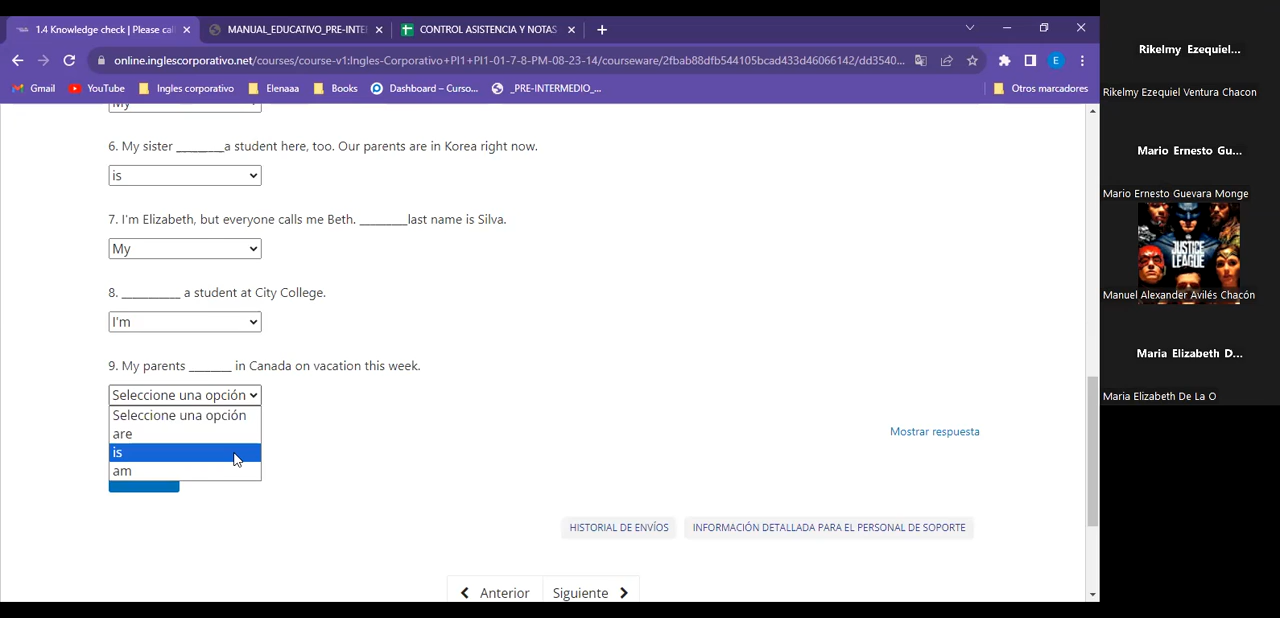 1.4 Knowledge check | Please cal
MANUAL_EDUCATIVO_PRE-INTE
CONTROL ASISTENCIA Y NOTAS
online.inglescorporativo.net/courses/course-v1:Ingles-Corporativo+PI1+PI1-01-7-8-PM-08-23-14/courseware/2fbab88dfb544105bcad433d46066142/dd3540...
E
Gmail
YouTube
Ingles corporativo
Elenaaa
Books
Dashboard – Curso...
_PRE-INTERMEDIO_...
Otros marcadores
My
6. My sister ________a student here, too. Our parents are in Korea right now.
is
7. I'm Elizabeth, but everyone calls me Beth. ________last name is Silva.
My
8. __________ a student at City College.
I'm
9. My parents _______ in Canada on vacation this week.
Seleccione una opción
Seleccione una opción
are
is
am
Mostrar respuesta
HISTORIAL DE ENVÍOS
INFORMACIÓN DETALLADA PARA EL PERSONAL DE SOPORTE
Anterior
Siguiente
Rikelmy Ezequiel...
Rikelmy Ezequiel Ventura Chacon
Mario Ernesto Gu...
Mario Ernesto Guevara Monge
JUSTICE
LEAGUE
Manuel Alexander Avilés Chacón
Maria Elizabeth D...
Maria Elizabeth De La O